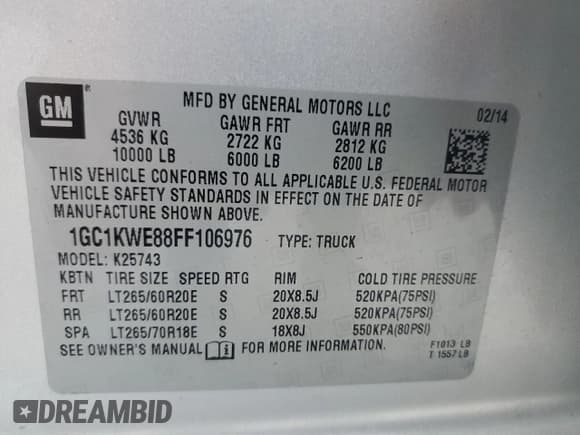 GM ®
MFD BY GENERAL MOTORS LLC
02/14
GVWR GAWR FRT GAWR RR
4536 KG 2722 KG 2812 KG
10000 LB 6000 LB 6200 LB
THIS VEHICLE CONFORMS TO ALL APPLICABLE U.S. FEDERAL MOTOR
VEHICLE SAFETY STANDARDS IN EFFECT ON THE DATE OF
MANUFACTURE SHOWN ABOVE.
1GC1KWE88FF106976 TYPE: TRUCK
MODEL: K25743
KBTN TIRE SIZE SPEED RTG RIM COLD TIRE PRESSURE
FRT LT265/60R20E S 20X8.5J 520KPA(75PSI)
RR LT265/60R20E S 20X8.5J 520KPA(75PSI)
SPA LT265/70R18E S 18X8J 550KPA(80PSI)
SEE OWNER'S MANUAL FOR MORE INFORMATION.
F1013 LB
T 1557 LB
DREAMBID